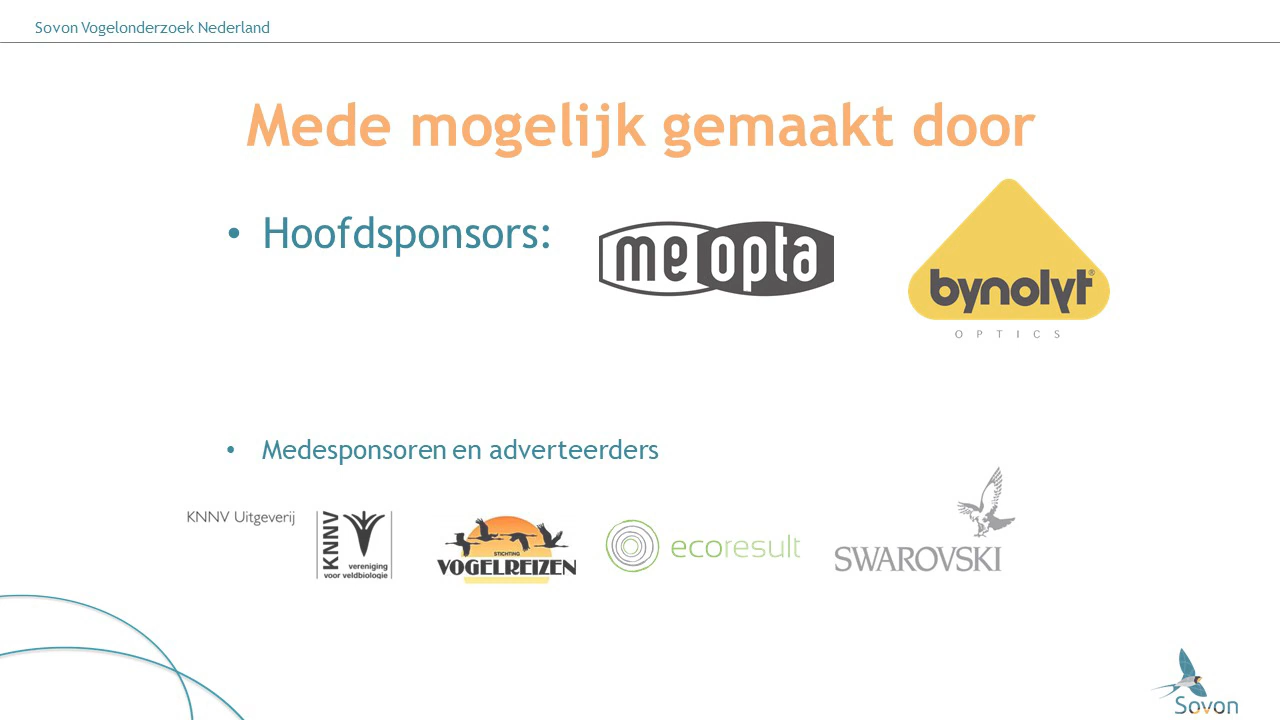 Sovon Vogelonderzoek Nederland
Mede mogelijk gemaakt door
• Hoofdsponsors:
meopta
bynolyt®
OPTICS
• Medesponsoren en adverteerders
KNNV Uitgeverij
KNNV
vereniging
voor veldbiologie
STICHTING
VOGELREIZEN
ecoresult
SWAROVSKI
Sovon